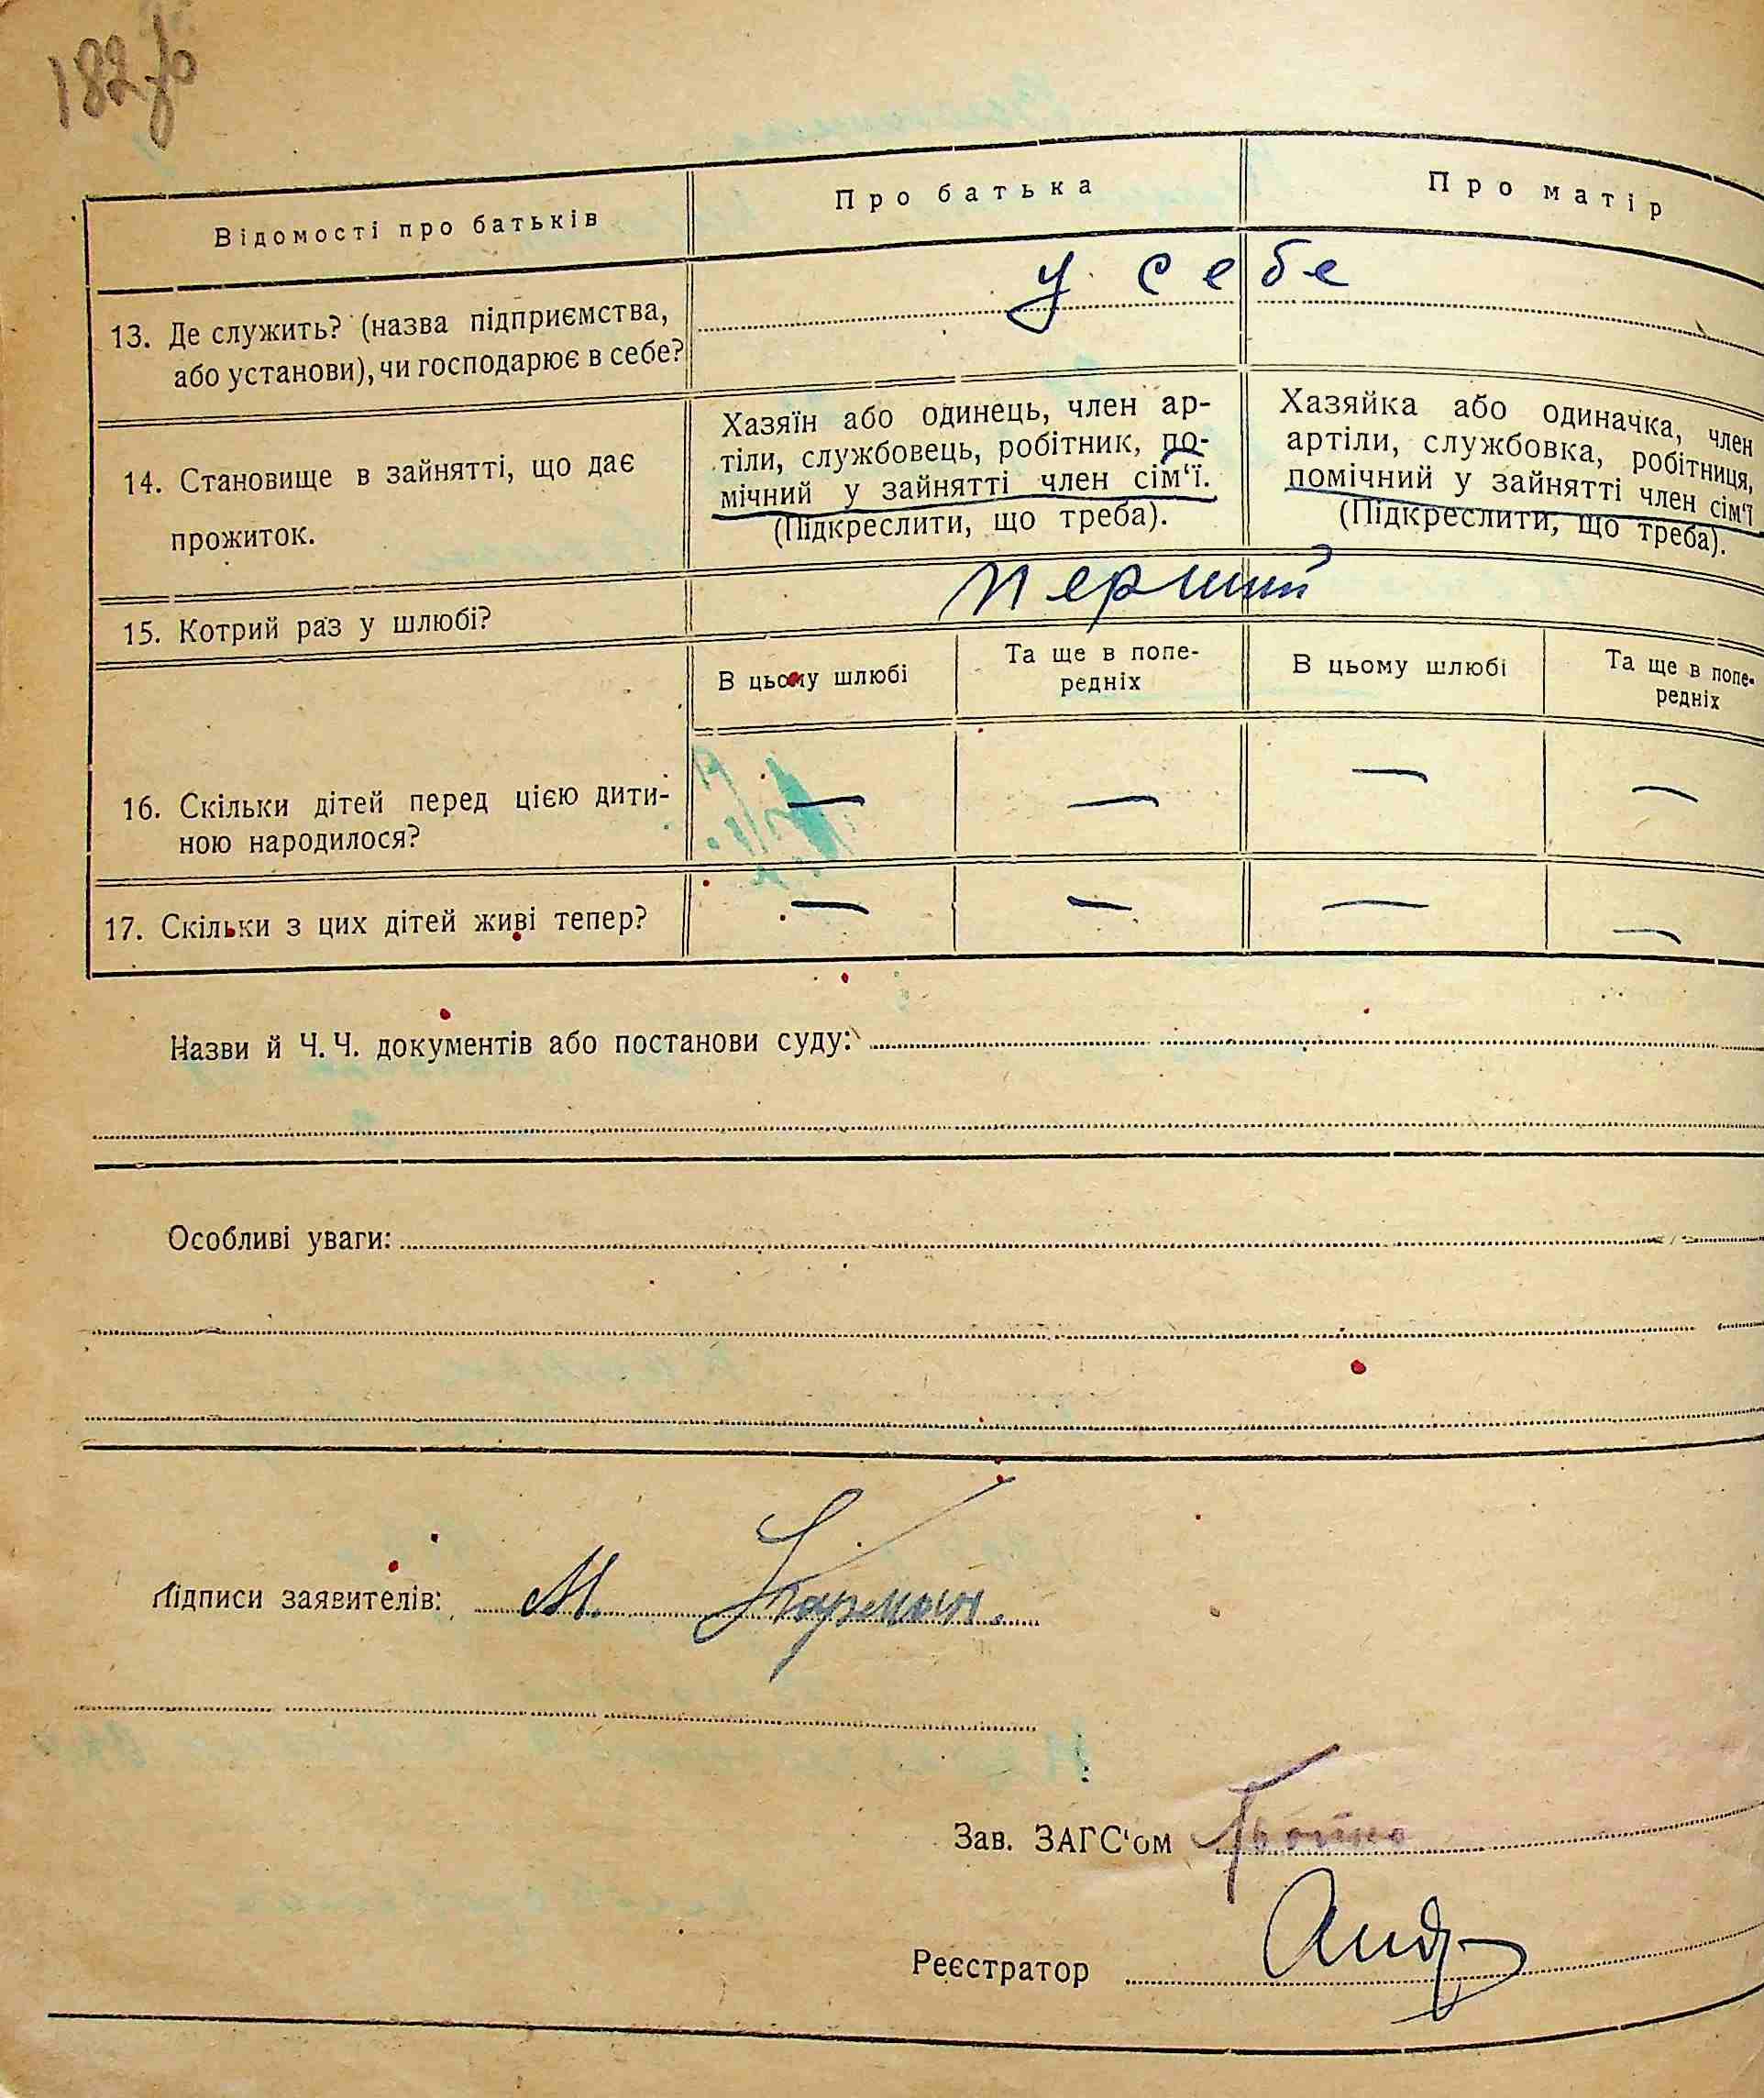 182
Відомості про батьків
Про батька
Про матір
13. Де служить? (назва підприємства,
або установи), чи господарює в себе?
у себе
14. Становище в зайнятті, що дає
прожиток.
Хазяїн або одинець, член ар-
тіли, службовець, робітник, по-
мічний у зайнятті член сім‘ї.
(Підкреслити, що треба).
Хазяйка або одиначка, член
артіли, службовка, робітниця,
помічний у зайнятті член сім‘ї
(Підкреслити, що треба).
15. Котрий раз у шлюбі?
перший
В цьому шлюбі
Та ще в попе-
редніх
В цьому шлюбі
Та ще в попе-
редніх
16. Скільки дітей перед цією дити-
ною народилося?
— — — —
17. Скільки з цих дітей живі тепер?
— — — —
Назви й Ч. Ч. документів або постанови суду:
Особливі уваги:
Підписи заявителів: М.
Зав. ЗАГС‘ом
Реєстратор